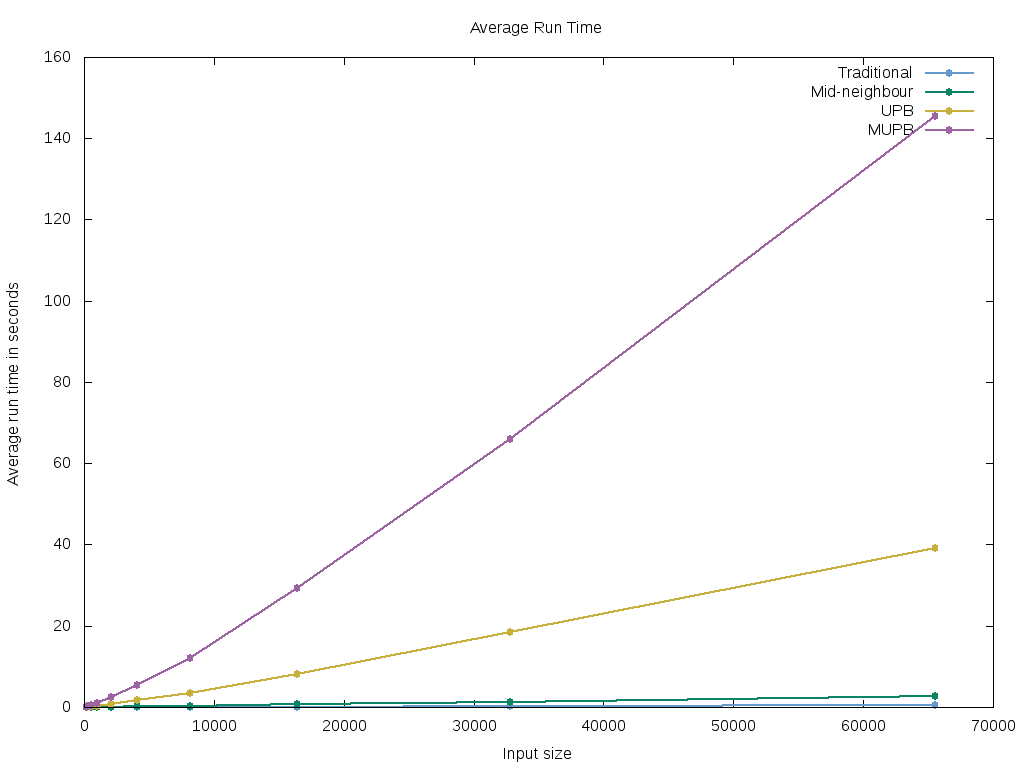 Average Run Time
Traditional
Mid-neighbour
UPB
MUPB
160
140
120
100
80
60
40
20
0
Average run time in seconds
0 10000 20000 30000 40000 50000 60000 70000
Input size